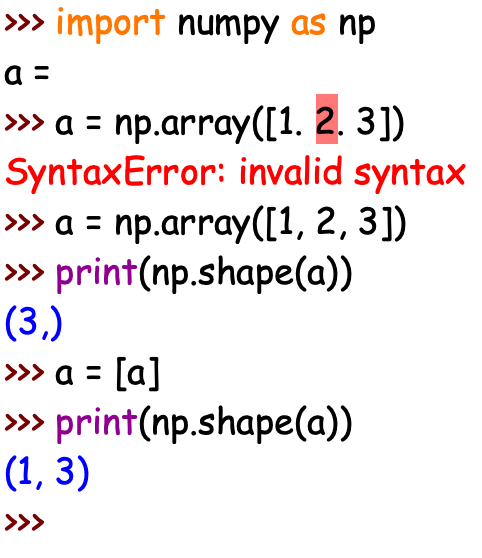 >>> import numpy as np
a =
>>> a = np.array([1. 2. 3])
SyntaxError: invalid syntax
>>> a = np.array([1, 2, 3])
>>> print(np.shape(a))
(3,)
>>> a = [a]
>>> print(np.shape(a))
(1, 3)
>>>